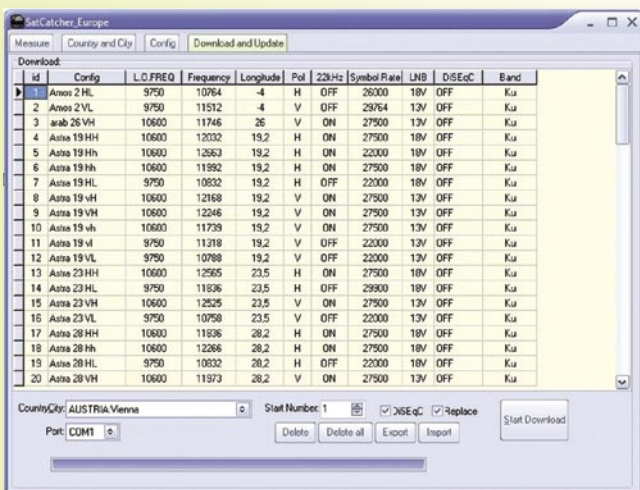 SatCatcher_Europe
Measure Country and City Config Download and Update
Download:
id Config L.O.FREQ Frequency Longitude Pol 22kHz Symbol Rate LNB DiSEqC Band
1 Amos 2 HL 9750 10764 -4 H OFF 26000 18V OFF Ku
2 Amos 2 VL 9750 11512 -4 V OFF 29764 13V OFF Ku
3 arab 26 VH 10600 11746 26 V ON 27500 13V OFF Ku
4 Astra 19 HH 10600 12032 19,2 H ON 27500 18V OFF Ku
5 Astra 19 Hh 10600 12663 19,2 H ON 22000 18V OFF Ku
6 Astra 19 hh 10600 11992 19,2 H ON 27500 18V OFF Ku
7 Astra 19 HL 9750 10832 19,2 H OFF 22000 18V OFF Ku
8 Astra 19 vH 10600 12168 19,2 V ON 27500 13V OFF Ku
9 Astra 19 VH 10600 12246 19,2 V ON 27500 13V OFF Ku
10 Astra 19 vh 10600 11739 19,2 V ON 27500 13V OFF Ku
11 Astra 19 vl 9750 11318 19,2 V OFF 22000 13V OFF Ku
12 Astra 19 VL 9750 10788 19,2 V OFF 22000 13V OFF Ku
13 Astra 23 HH 10600 12565 23,5 H ON 27500 18V OFF Ku
14 Astra 23 HL 9750 11836 23,5 H OFF 29900 18V OFF Ku
15 Astra 23 VH 10600 12525 23,5 V ON 27500 13V OFF Ku
16 Astra 23 VL 9750 10758 23,5 V OFF 22000 13V OFF Ku
17 Astra 28 HH 10600 11836 28,2 H ON 27500 18V OFF Ku
18 Astra 28 hh 10600 12266 28,2 H ON 27500 18V OFF Ku
19 Astra 28 HL 9750 10832 28,2 H OFF 22000 18V OFF Ku
20 Astra 28 VH 10600 11973 28,2 V ON 27500 13V OFF Ku
CountryCity: AUSTRIA:Vienna Start Number: 1 DiSEqC Replace Start Download
Port: COM1 Delete Delete all Export Import